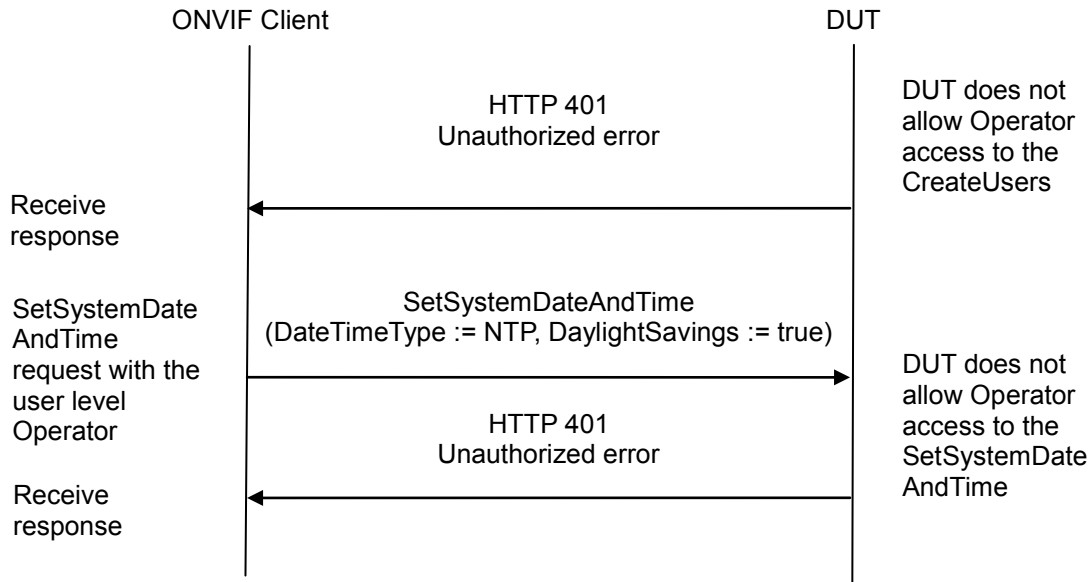 ONVIF Client
DUT
HTTP 401
Unauthorized error
DUT does not
allow Operator
access to the
CreateUsers
Receive
response
SetSystemDate
AndTime
request with the
user level
Operator
SetSystemDateAndTime
(DateTimeType := NTP, DaylightSavings := true)
DUT does not
allow Operator
access to the
SetSystemDate
AndTime
HTTP 401
Unauthorized error
Receive
response